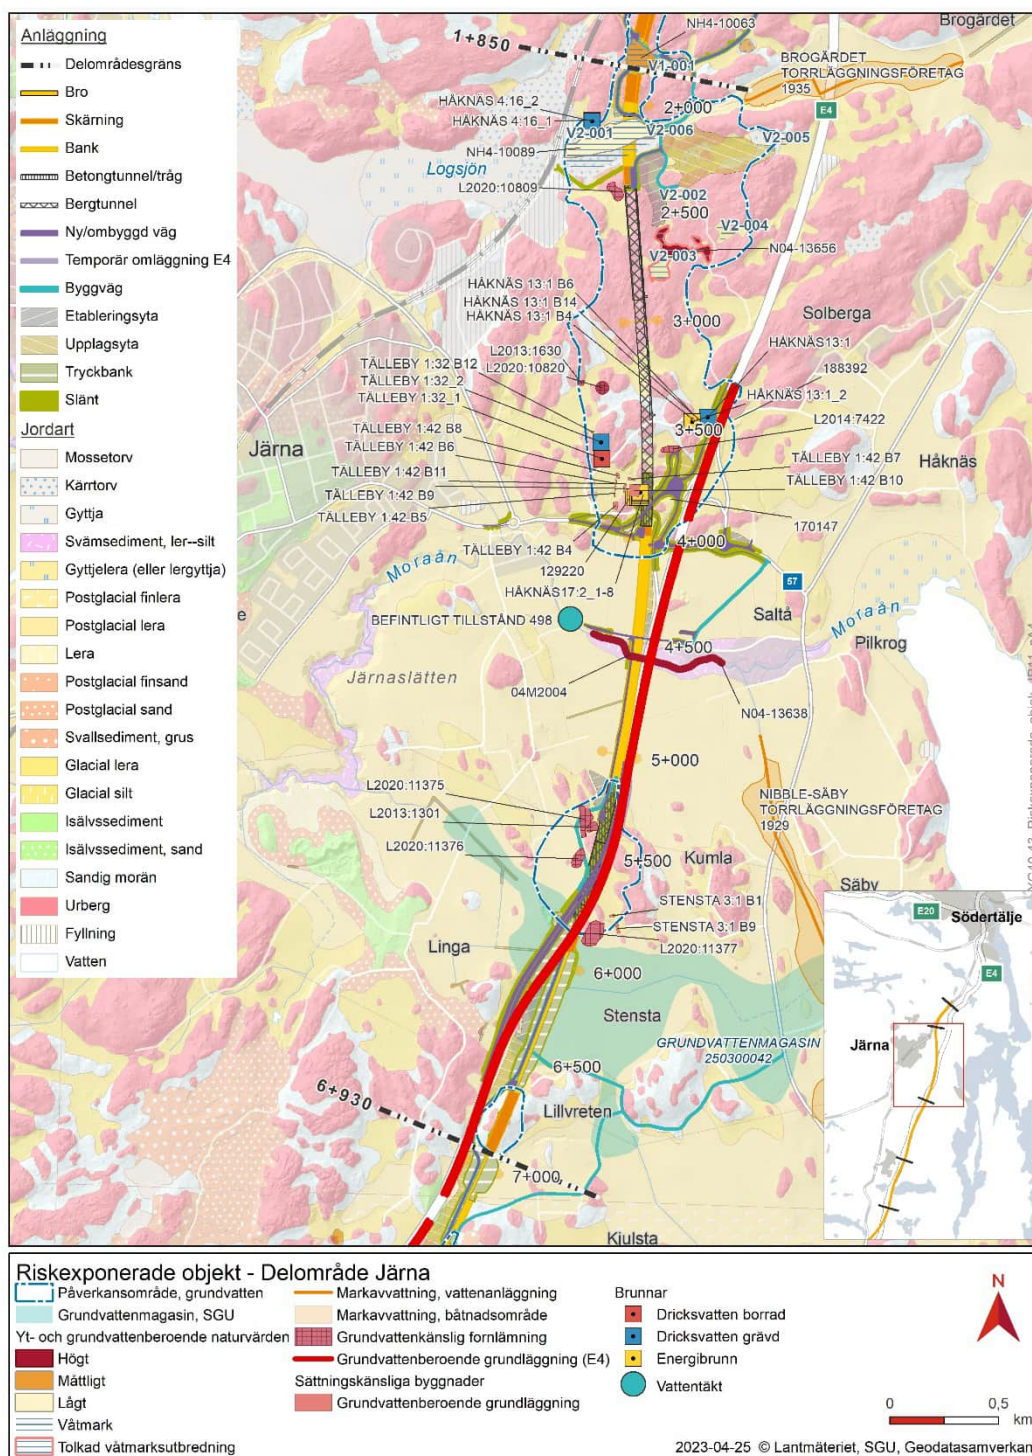 Anläggning
Delområdesgräns
Bro
Skärning
Bank
Betongtunnel/tråg
Bergtunnel
Ny/ombyggd väg
Temporär omläggning E4
Byggväg
Etableringsyta
Upplagsyta
Tryckbank
Slänt
Jordart
Mossetorv
Kärrtorv
Gyttja
Svämsediment, ler--silt
Gyttjelera (eller lergyttja)
Postglacial finlera
Postglacial lera
Lera
Postglacial finsand
Postglacial sand
Svallsediment, grus
Glacial lera
Glacial silt
Isälvssediment
Isälvssediment, sand
Sandig morän
Urberg
Fyllning
Vatten
Brogårdet
NH4-10063
1+850
V1-001
BROGÅRDET
TORRLÄGGNINGSFÖRETAG
1935
E4
HÅKNÄS 4:16_2
2+000
HÅKNÄS 4:16_1
V2-001
V2-006
V2-005
NH4-10089
Logsjön
L2020:10809
V2-002
2+500
V2-004
N04-13656
V2-003
HÅKNÄS 13:1 B6
HÅKNÄS 13:1 B14
HÅKNÄS 13:1 B4
3+000
Solberga
L2013:1630
L2020:10820
HÅKNÄS13:1
188392
TÄLLEBY 1:32 B12
TÄLLEBY 1:32_2
TÄLLEBY 1:32_1
HÅKNÄS 13:1_2
L2014:7422
3+500
TÄLLEBY 1:42 B8
TÄLLEBY 1:42 B6
Järna
TÄLLEBY 1:42 B11
TÄLLEBY 1:42 B9
TÄLLEBY 1:42 B5
TÄLLEBY 1:42 B7
TÄLLEBY 1:42 B10
Håknäs
170147
4+000
TÄLLEBY 1:42 B4
129220
HÅKNÄS17:2_1-8
Moraån
57
Saltå
Moraån
Pilkrog
e
BEFINTLIGT TILLSTÅND 498
4+500
Järnaslätten
04M2004
N04-13638
5+000
L2020:11375
L2013:1301
L2020:11376
NIBBLE-SÄBY
TORRLÄGGNINGSFÖRETAG
1929
5+500
Kumla
Säby
STENSTA 3:1 B1
STENSTA 3:1 B9
L2020:11377
Linga
6+000
Stensta
GRUNDVATTENMAGASIN
250300042
6+500
6+930
Lillvreten
7+000
Kjulsta
E20
Södertälje
E4
Järna
Riskexponerade objekt - Delområde Järna
Påverkansområde, grundvatten
Grundvattenmagasin, SGU
Yt- och grundvattenberoende naturvärden
Högt
Måttligt
Lågt
Våtmark
Tolkad våtmarksutbredning
Markavvattning, vattenanläggning
Markavvattning, båtnadsområde
Grundvattenkänslig fornlämning
Grundvattenberoende grundläggning (E4)
Sättningskänsliga byggnader
Grundvattenberoende grundläggning
Brunnar
Dricksvatten borrad
Dricksvatten grävd
Energibrunn
Vattentäkt
N
0 0,5
km
2023-04-25 © Lantmäteriet, SGU, Geodatasamverkan